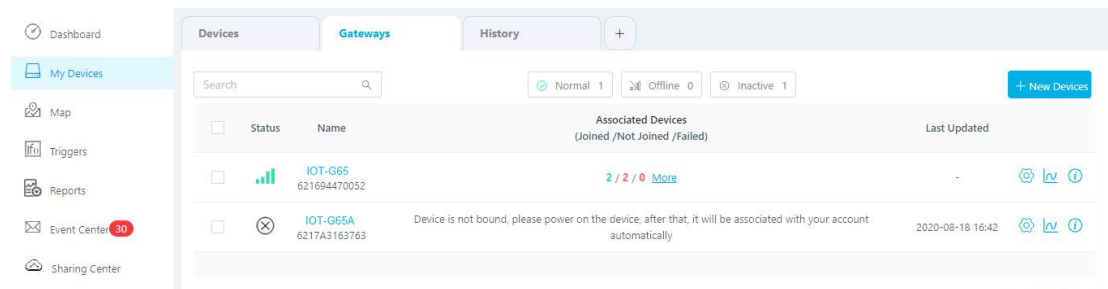 Dashboard
My Devices
Map
Triggers
Reports
Event Center 30
Sharing Center
Devices
Gateways
History
+
Search
Normal 1
Offline 0
Inactive 1
+ New Devices
Status
Name
Associated Devices
(Joined /Not Joined /Failed)
Last Updated
IOT-G65
621694470052
2 / 2 / 0 More
-
IOT-G65A
6217A3163763
Device is not bound, please power on the device, after that, it will be associated with your account
automatically
2020-08-18 16:42